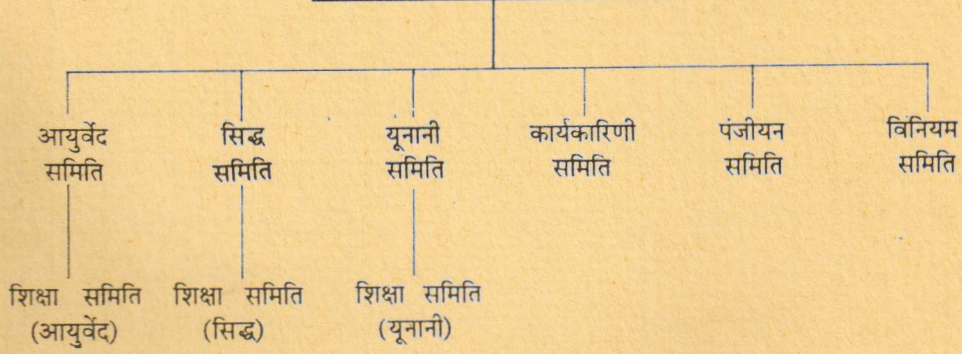 आयुर्वेद सिद्ध यूनानी कार्यकारिणी पंजीयन विनियम
समिति समिति समिति समिति समिति समिति
शिक्षा समिति शिक्षा समिति शिक्षा समिति
(आयुर्वेद) (सिद्ध) (यूनानी)